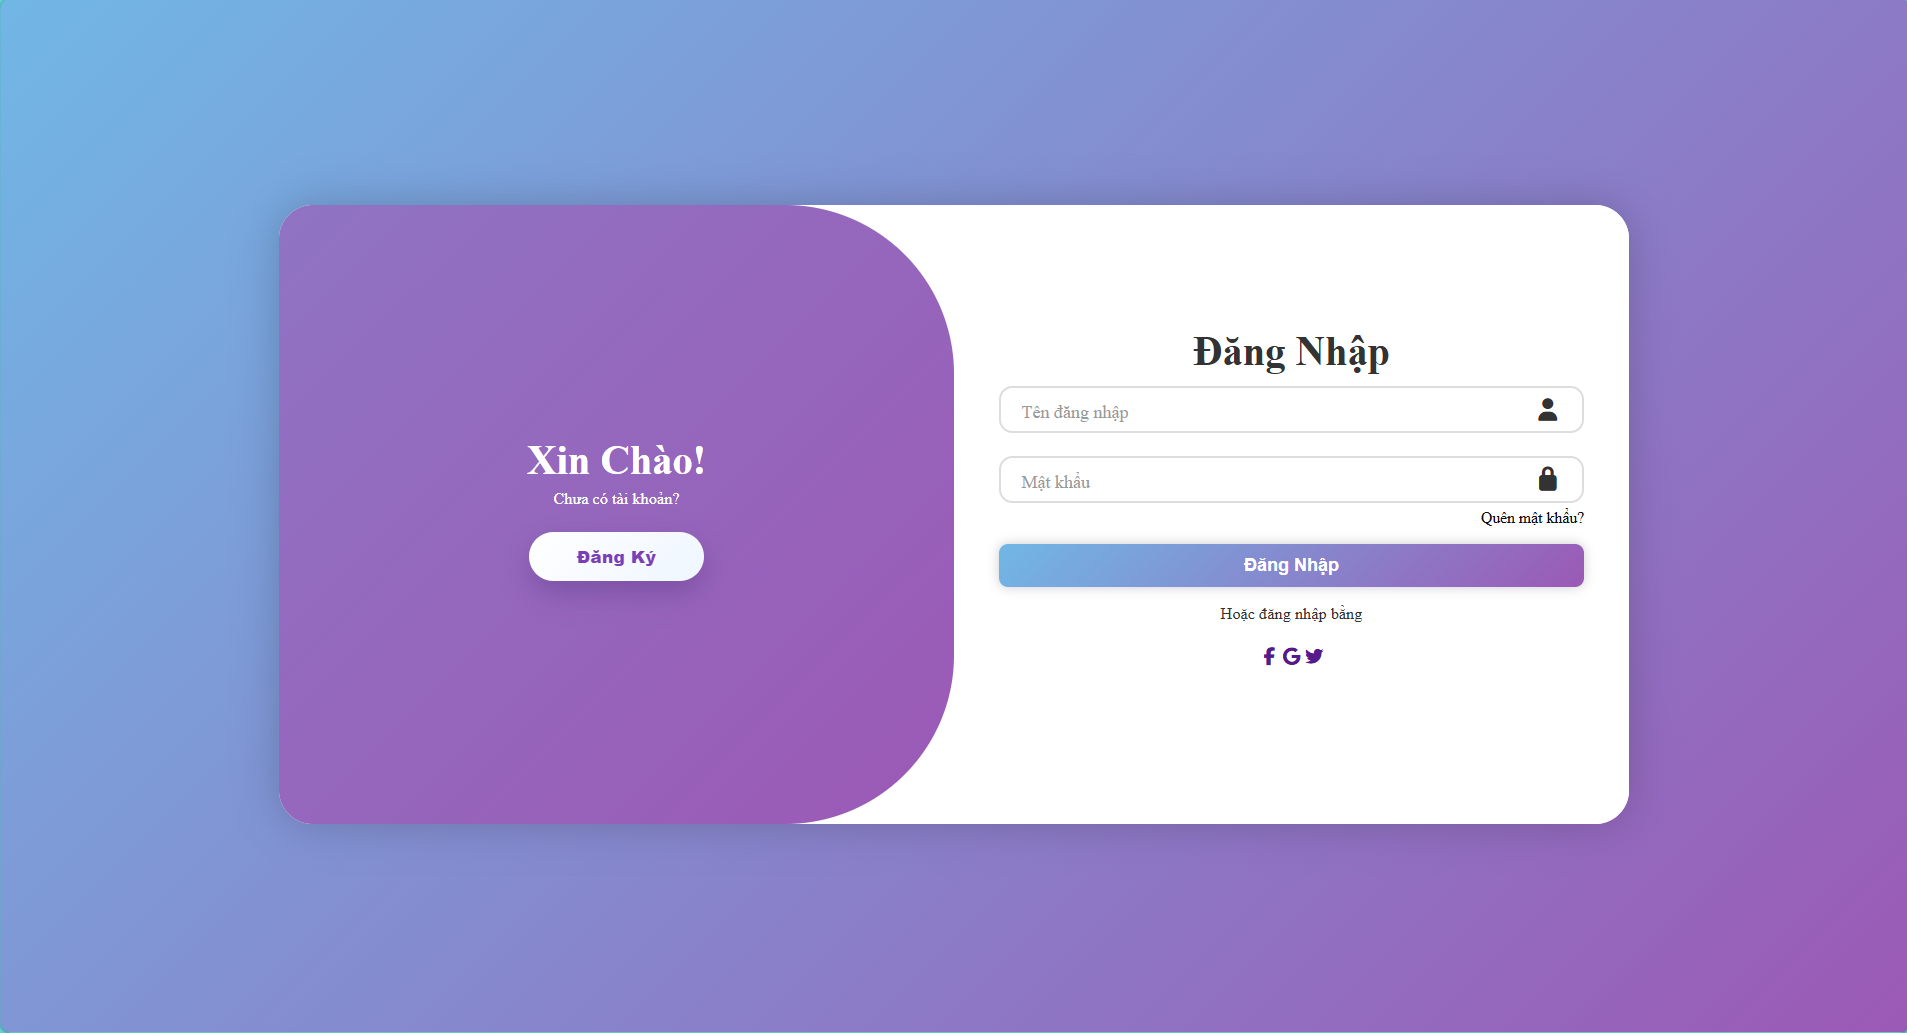 Xin Chào!
Chưa có tài khoản?
Đăng Ký
Đăng Nhập
Tên đăng nhập
Mật khẩu
Quên mật khẩu?
Đăng Nhập
Hoặc đăng nhập bằng